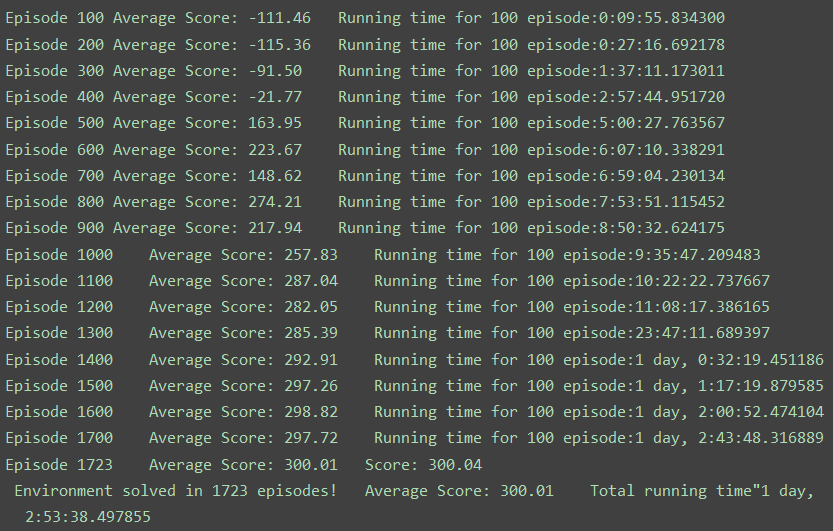 Episode 100 Average Score: -111.46   Running time for 100 episode:0:09:55.834300
Episode 200 Average Score: -115.36   Running time for 100 episode:0:27:16.692178
Episode 300 Average Score: -91.50    Running time for 100 episode:1:37:11.173011
Episode 400 Average Score: -21.77    Running time for 100 episode:2:57:44.951720
Episode 500 Average Score: 163.95    Running time for 100 episode:5:00:27.763567
Episode 600 Average Score: 223.67    Running time for 100 episode:6:07:10.338291
Episode 700 Average Score: 148.62    Running time for 100 episode:6:59:04.230134
Episode 800 Average Score: 274.21    Running time for 100 episode:7:53:51.115452
Episode 900 Average Score: 217.94    Running time for 100 episode:8:50:32.624175
Episode 1000    Average Score: 257.83    Running time for 100 episode:9:35:47.209483
Episode 1100    Average Score: 287.04    Running time for 100 episode:10:22:22.737667
Episode 1200    Average Score: 282.05    Running time for 100 episode:11:08:17.386165
Episode 1300    Average Score: 285.39    Running time for 100 episode:23:47:11.689397
Episode 1400    Average Score: 292.91    Running time for 100 episode:1 day, 0:32:19.451186
Episode 1500    Average Score: 297.26    Running time for 100 episode:1 day, 1:17:19.879585
Episode 1600    Average Score: 298.82    Running time for 100 episode:1 day, 2:00:52.474104
Episode 1700    Average Score: 297.72    Running time for 100 episode:1 day, 2:43:48.316889
Episode 1723    Average Score: 300.01   Score: 300.04
Environment solved in 1723 episodes!   Average Score: 300.01    Total running time"1 day,
2:53:38.497855